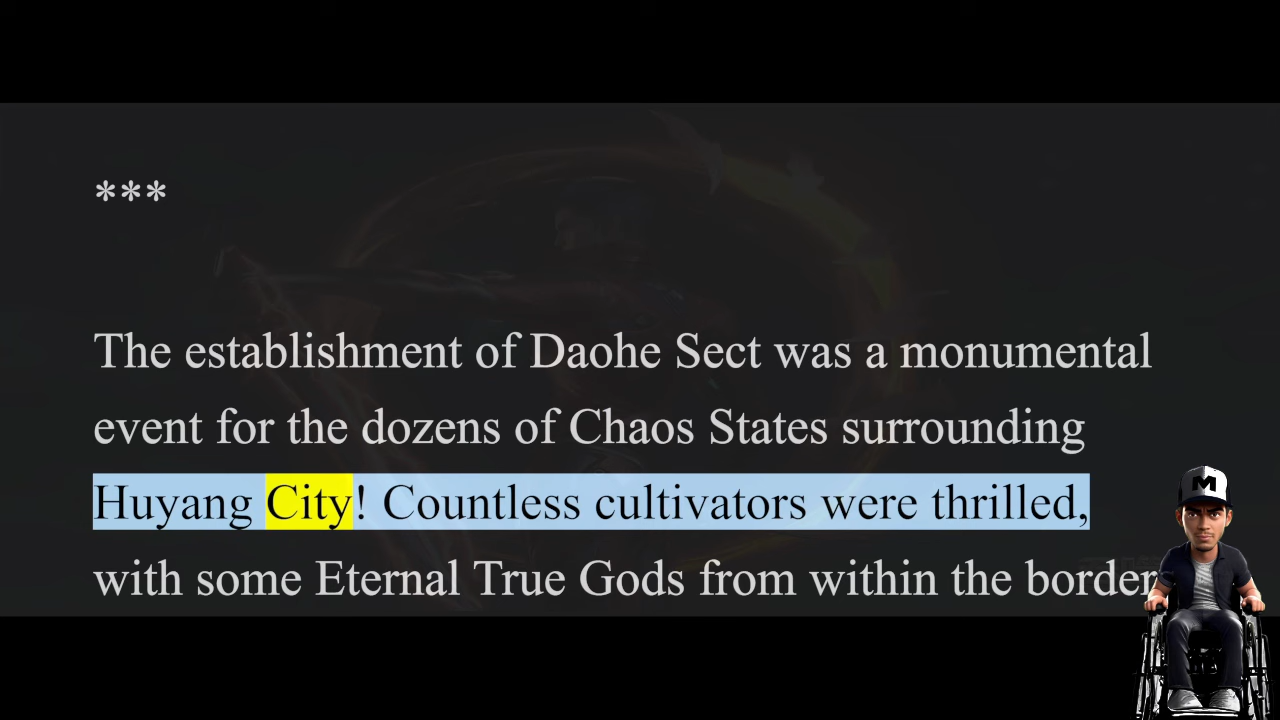 ***
The establishment of Daohe Sect was a monumental
event for the dozens of Chaos States surrounding
Huyang City! Countless cultivators were thrilled,
with some Eternal True Gods from within the border
M